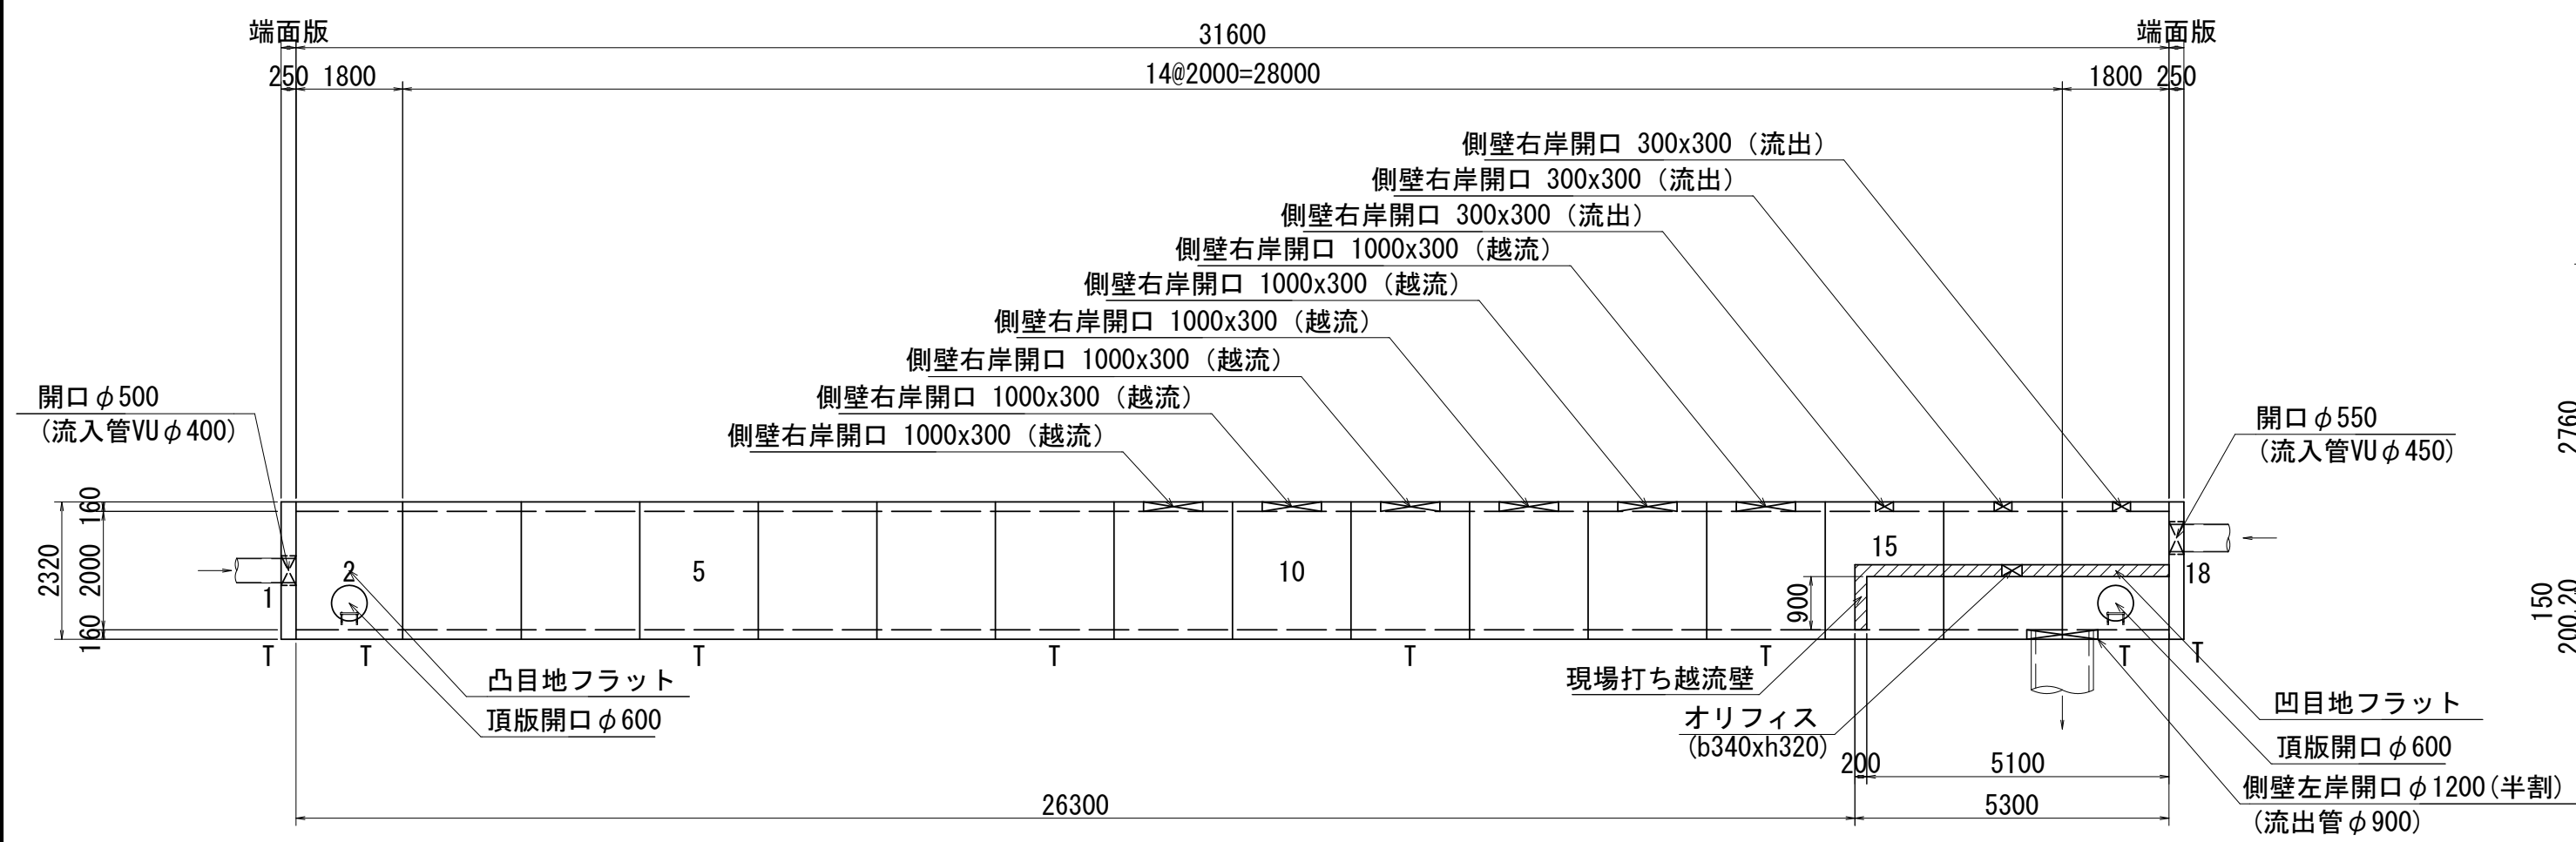 端面版
31600
端面版
250
1800
14@2000=28000
1800
250
側壁右岸開口 300x300（流出）
側壁右岸開口 300x300（流出）
側壁右岸開口 300x300（流出）
側壁右岸開口 1000x300（越流）
側壁右岸開口 1000x300（越流）
側壁右岸開口 1000x300（越流）
側壁右岸開口 1000x300（越流）
側壁右岸開口 1000x300（越流）
側壁右岸開口 1000x300（越流）
開口φ500
(流入管VUφ400)
開口φ550
(流入管VUφ450)
2760
160
2000
160
2320
1
2
5
10
15
18
900
150
T
T
T
T
T
T
T
T
凸目地フラット
頂版開口φ600
現場打ち越流壁
オリフィス
(b340xh320)
凹目地フラット
頂版開口φ600
側壁左岸開口φ1200(半割)
(流出管φ900)
200
5100
26300
5300